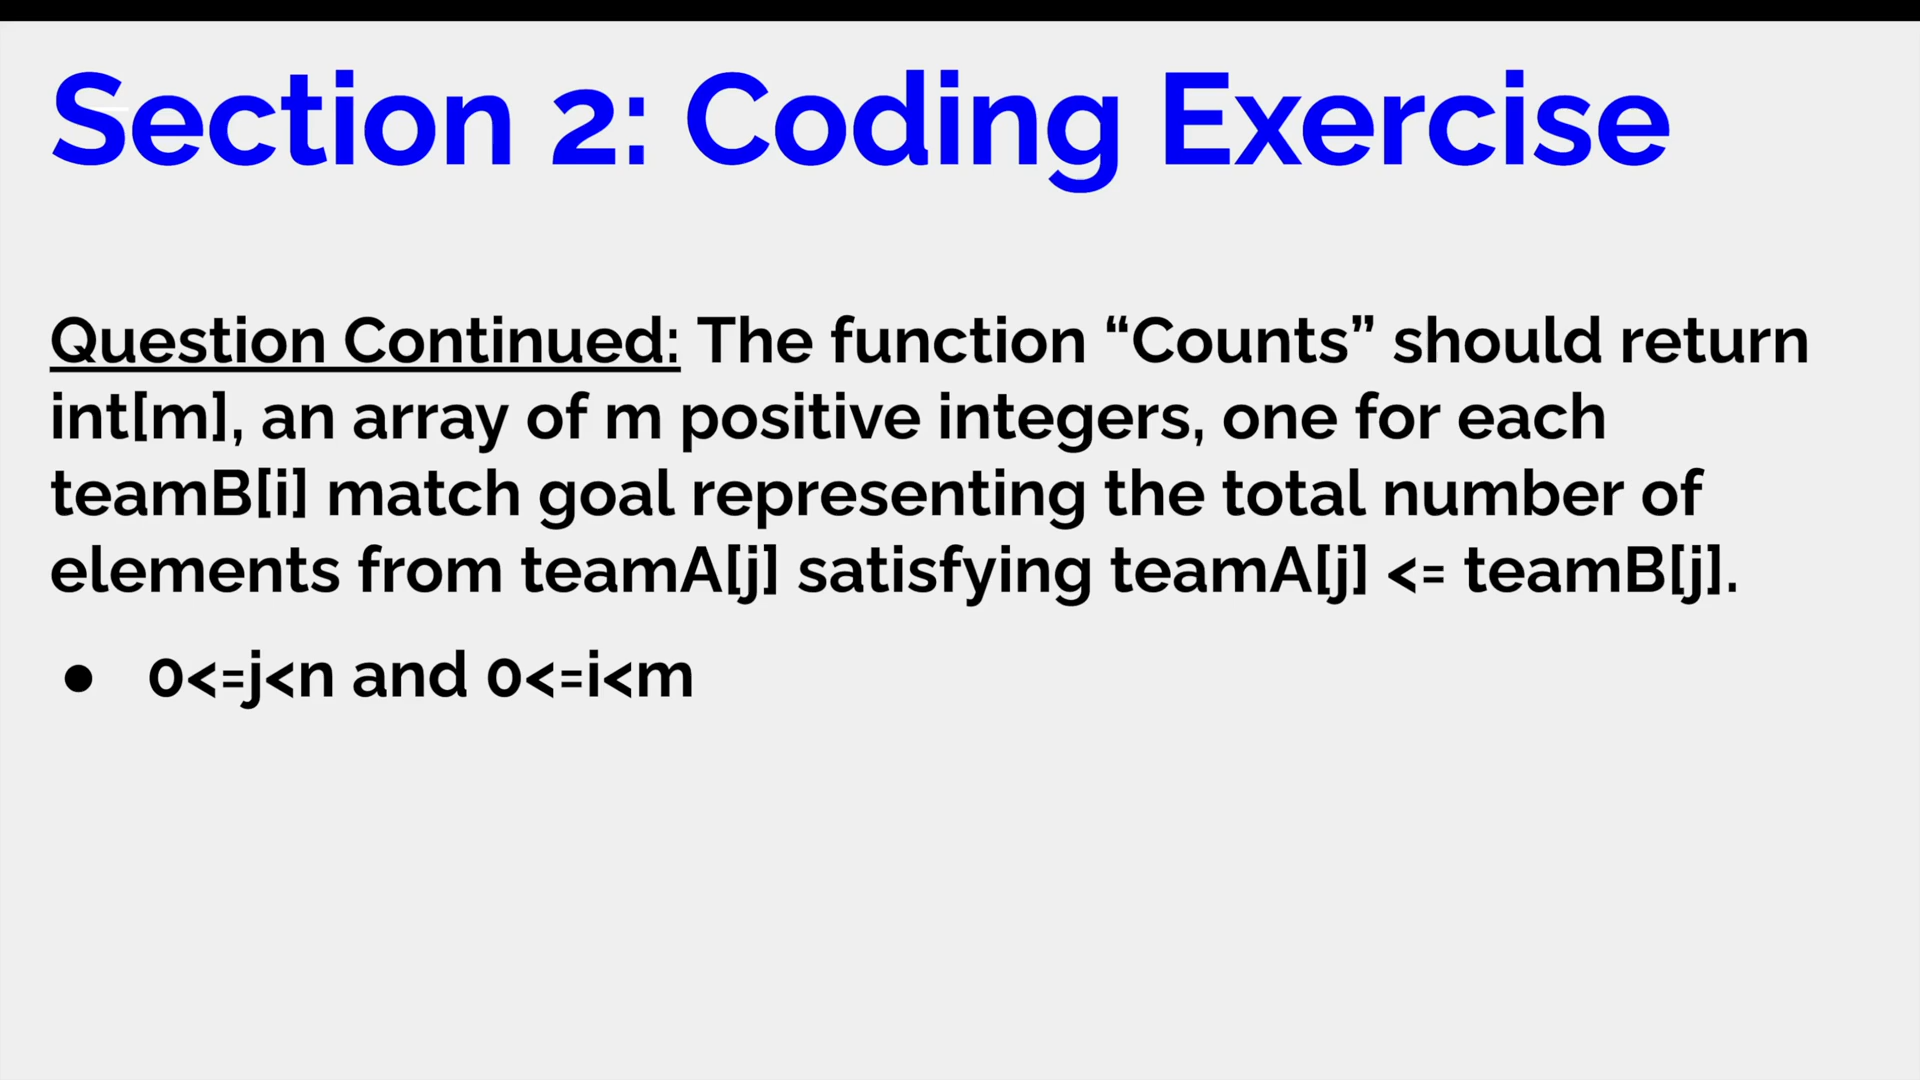 Section 2: Coding Exercise
Question Continued: The function “Counts” should return
int[m], an array of m positive integers, one for each
teamB[i] match goal representing the total number of
elements from teamA[j] satisfying teamA[j] <= teamB[j].
● 0<=j<n and 0<=i<m